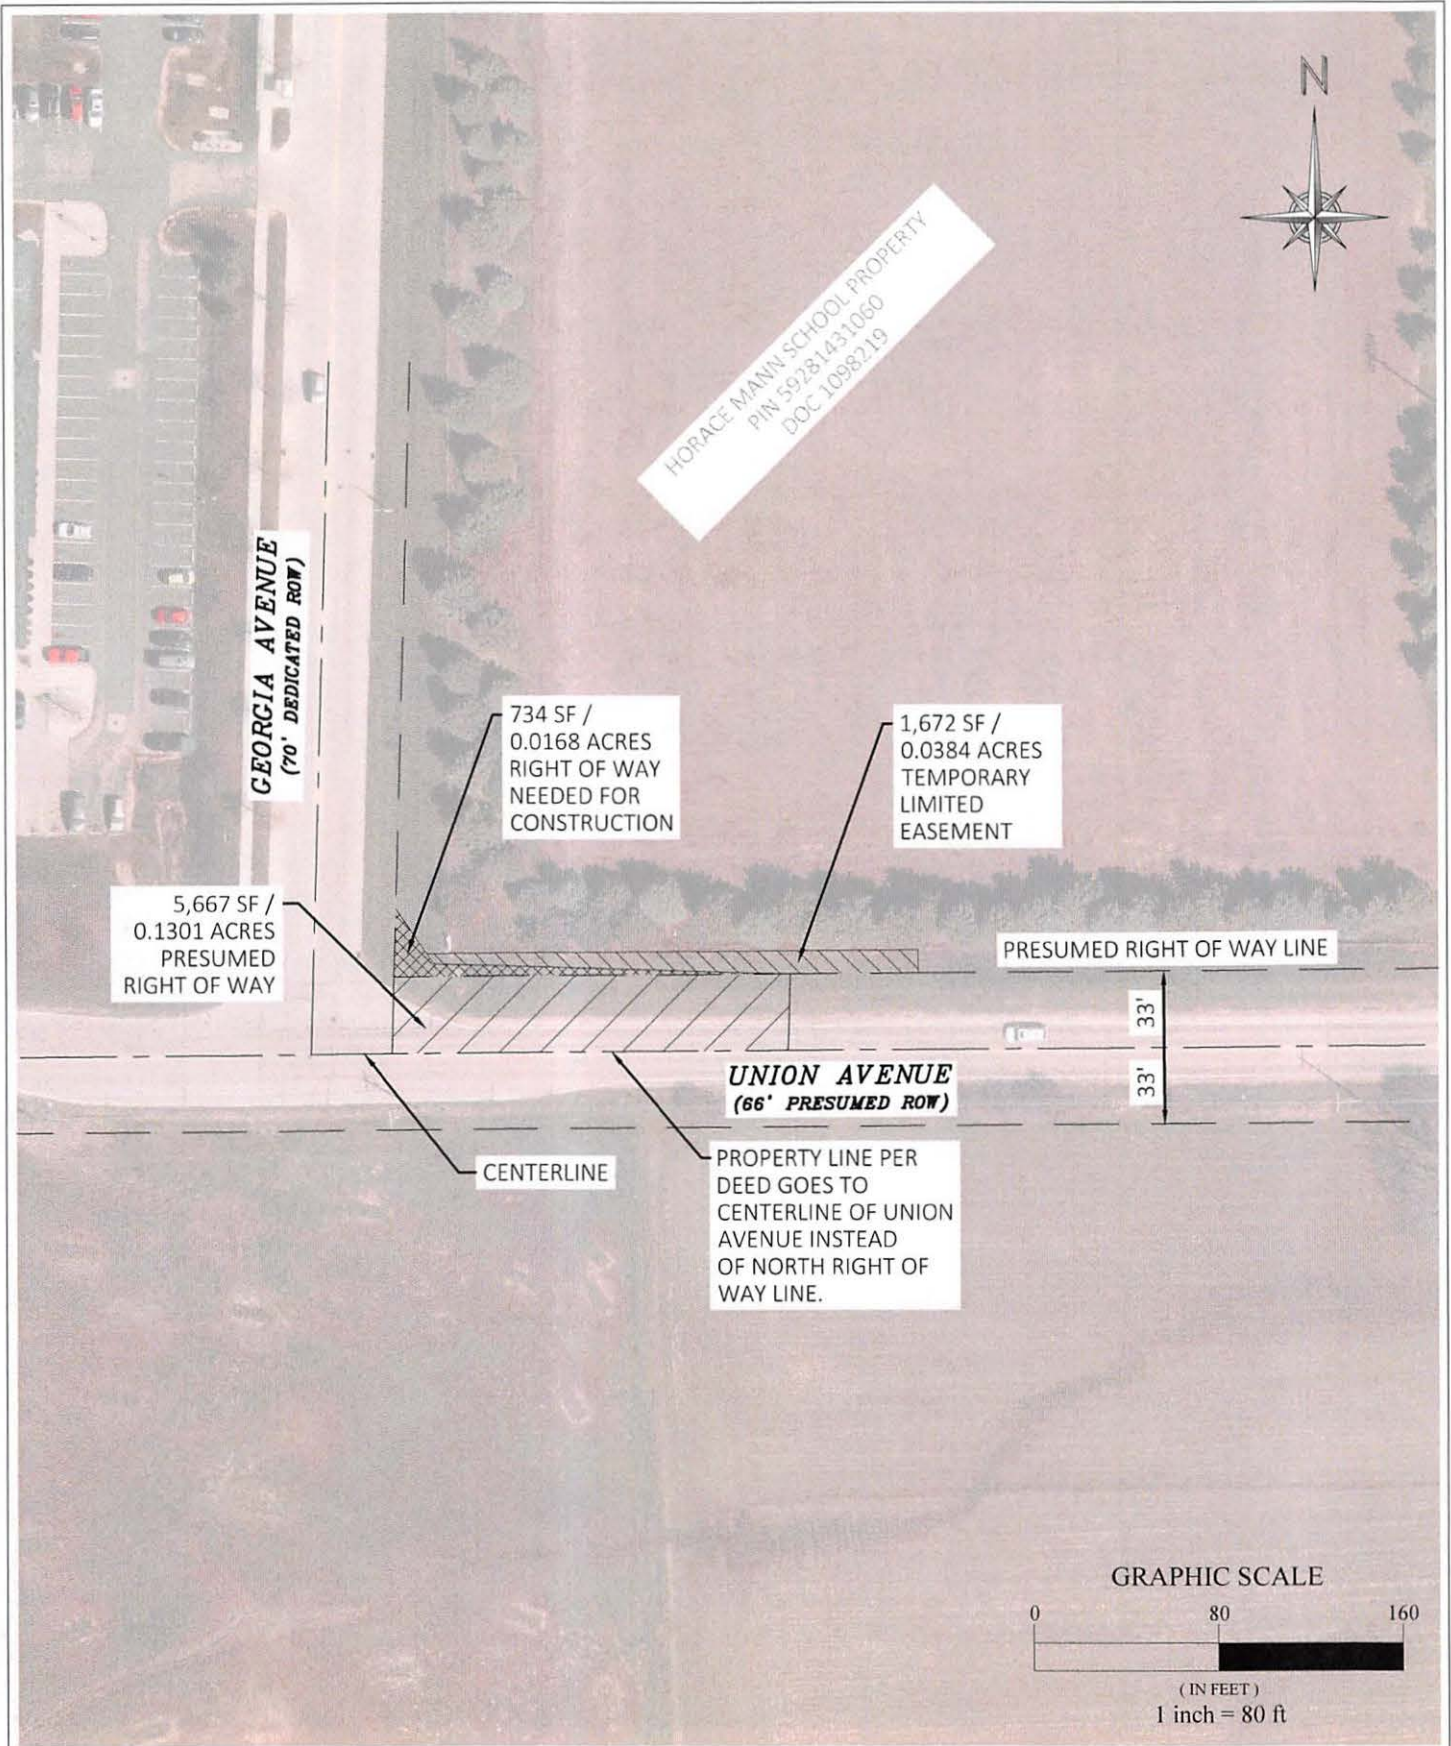 N
HORACE MANN SCHOOL PROPERTY
PIN 59281431060
DOC 1098219
GEORGIA AVENUE
(70' DEDICATED ROW)
734 SF /
0.0168 ACRES
RIGHT OF WAY
NEEDED FOR
CONSTRUCTION
1,672 SF /
0.0384 ACRES
TEMPORARY
LIMITED
EASEMENT
5,667 SF /
0.1301 ACRES
PRESUMED
RIGHT OF WAY
PRESUMED RIGHT OF WAY LINE
33'
33'
UNION AVENUE
(66' PRESUMED ROW)
CENTERLINE
PROPERTY LINE PER
DEED GOES TO
CENTERLINE OF UNION
AVENUE INSTEAD
OF NORTH RIGHT OF
WAY LINE.
GRAPHIC SCALE
0 80 160
( IN FEET )
1 inch = 80 ft